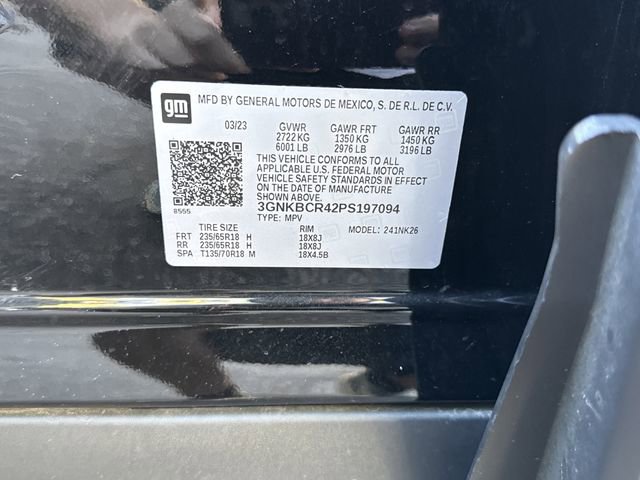 gm
MFD BY GENERAL MOTORS DE MEXICO, S. DE R.L. DE C.V.
03/23 GVWR GAWR FRT GAWR RR
2722 KG 1350 KG 1450 KG
6001 LB 2976 LB 3196 LB
THIS VEHICLE CONFORMS TO ALL
APPLICABLE U.S. FEDERAL MOTOR
VEHICLE SAFETY STANDARDS IN EFFECT
ON THE DATE OF MANUFACTURE
SHOWN ABOVE.
8555
3GNKBCR42PS197094
TYPE: MPV MODEL: 241NK26
TIRE SIZE RIM
FRT 235/65R18 H 18X8J
RR 235/65R18 H 18X8J
SPA T135/70R18 M 18X4.5B